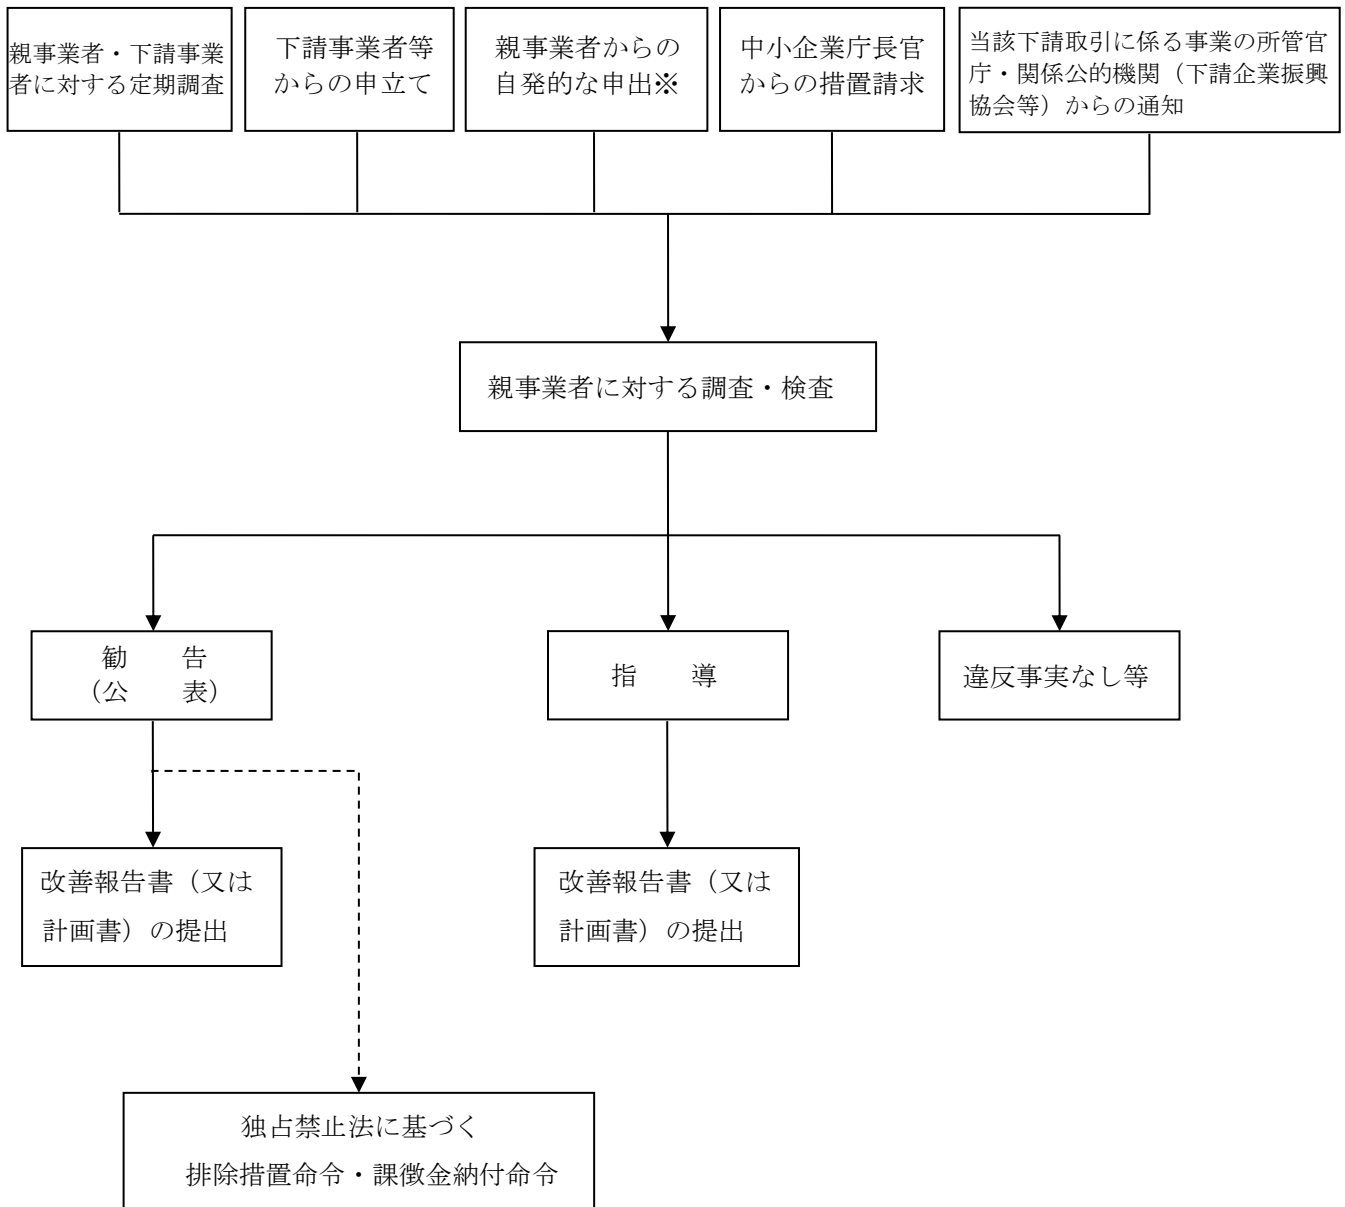 親事業者・下請事業
者に対する定期調査
下請事業者等
からの申立て
親事業者からの
自発的な申出※
中小企業庁長官
からの措置請求
当該下請取引に係る事業の所管官
庁・関係公的機関（下請企業振興
協会等）からの通知
親事業者に対する調査・検査
勧　　告
（公　　表）
指　　導
違反事実なし等
改善報告書（又は
計画書）の提出
改善報告書（又は
計画書）の提出
独占禁止法に基づく
排除措置命令・課徴金納付命令